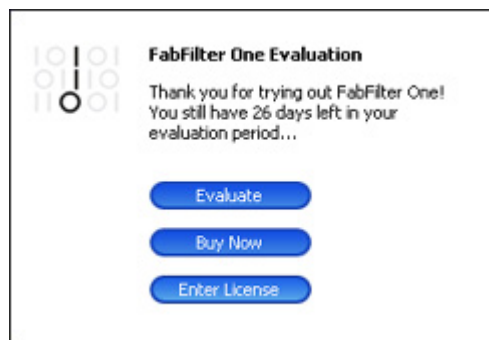 FabFilter One Evaluation
Thank you for trying out FabFilter One!
You still have 26 days left in your
evaluation period...
Evaluate
Buy Now
Enter License